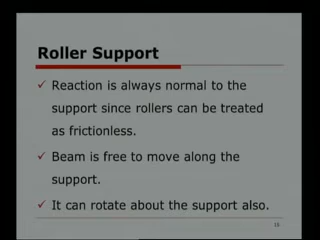 Roller Support
✓ Reaction is always normal to the
support since rollers can be treated
as frictionless.
✓ Beam is free to move along the
support.
✓ It can rotate about the support also.
15